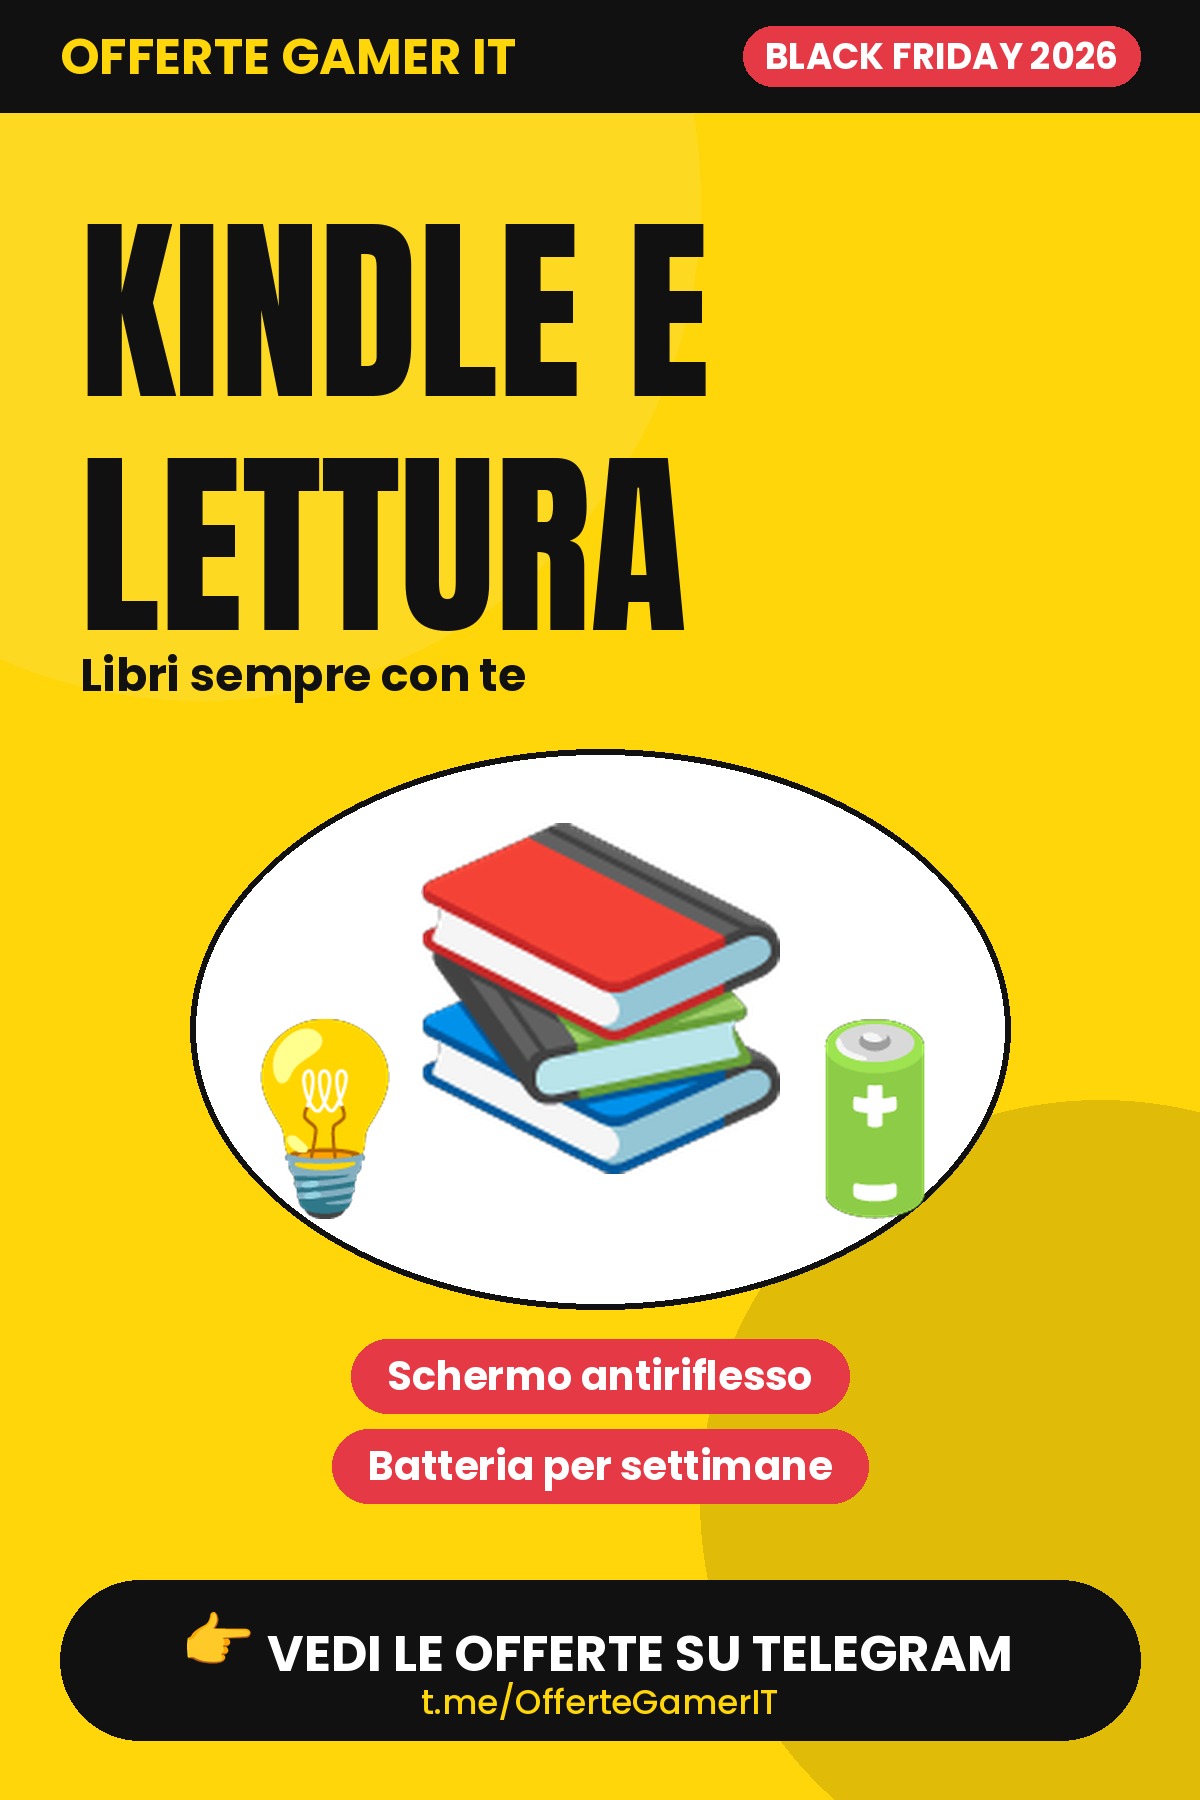 OFFERTE GAMER IT
BLACK FRIDAY 2026
KINDLE E
LETTURA
Libri sempre con te
Schermo antiriflesso
Batteria per settimane
👉 VEDI LE OFFERTE SU TELEGRAM
t.me/OfferteGamerIT